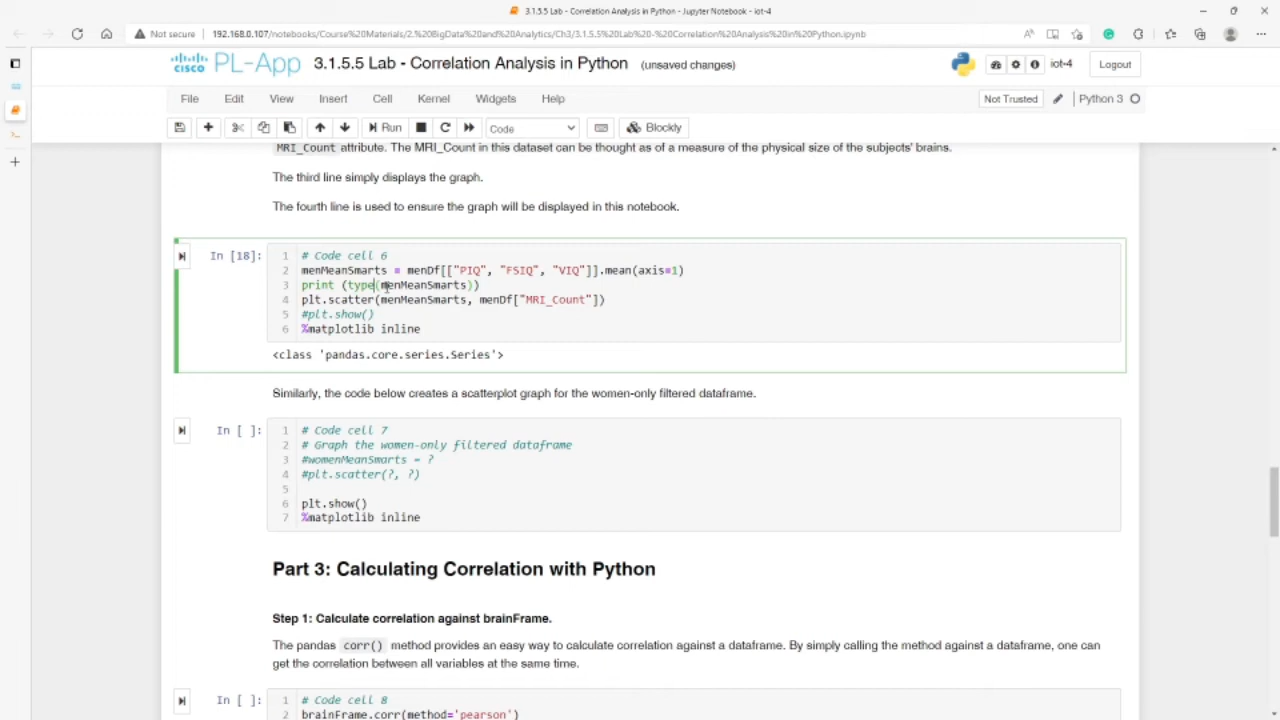 3.1.5.5 Lab - Correlation Analysis in Python - Jupyter Notebook - iot-4
Not secure 192.168.0.107/notebooks/Course%20Materials/2.%20BigData%20and%20Analytics/Ch3/3.1.5.5%20Lab%20-%20Correlation%20Analysis%20in%20Python.ipynb
CISCO PL-App 3.1.5.5 Lab - Correlation Analysis in Python (unsaved changes) iot-4 Logout
File Edit View Insert Cell Kernel Widgets Help Not Trusted Python 3
Run Code Blockly
MRI_Count attribute. The MRI_Count in this dataset can be thought as of a measure of the physical size of the subjects' brains.
The third line simply displays the graph.
The fourth line is used to ensure the graph will be displayed in this notebook.
In [18]: 1 # Code cell 6
2 menMeanSmarts = menDf[["PIQ", "FSIQ", "VIQ"]].mean(axis=1)
3 print (type(menMeanSmarts))
4 plt.scatter(menMeanSmarts, menDf["MRI_Count"])
5 #plt.show()
6 %matplotlib inline
<class 'pandas.core.series.Series'>
Similarly, the code below creates a scatterplot graph for the women-only filtered dataframe.
In [ ]: 1 # Code cell 7
2 # Graph the women-only filtered dataframe
3 #womenMeanSmarts = ?
4 #plt.scatter(?, ?)
5
6 plt.show()
7 %matplotlib inline
Part 3: Calculating Correlation with Python
Step 1: Calculate correlation against brainFrame.
The pandas corr() method provides an easy way to calculate correlation against a dataframe. By simply calling the method against a dataframe, one can
get the correlation between all variables at the same time.
In [ ]: 1 # Code cell 8
2 brainFrame.corr(method='pearson')